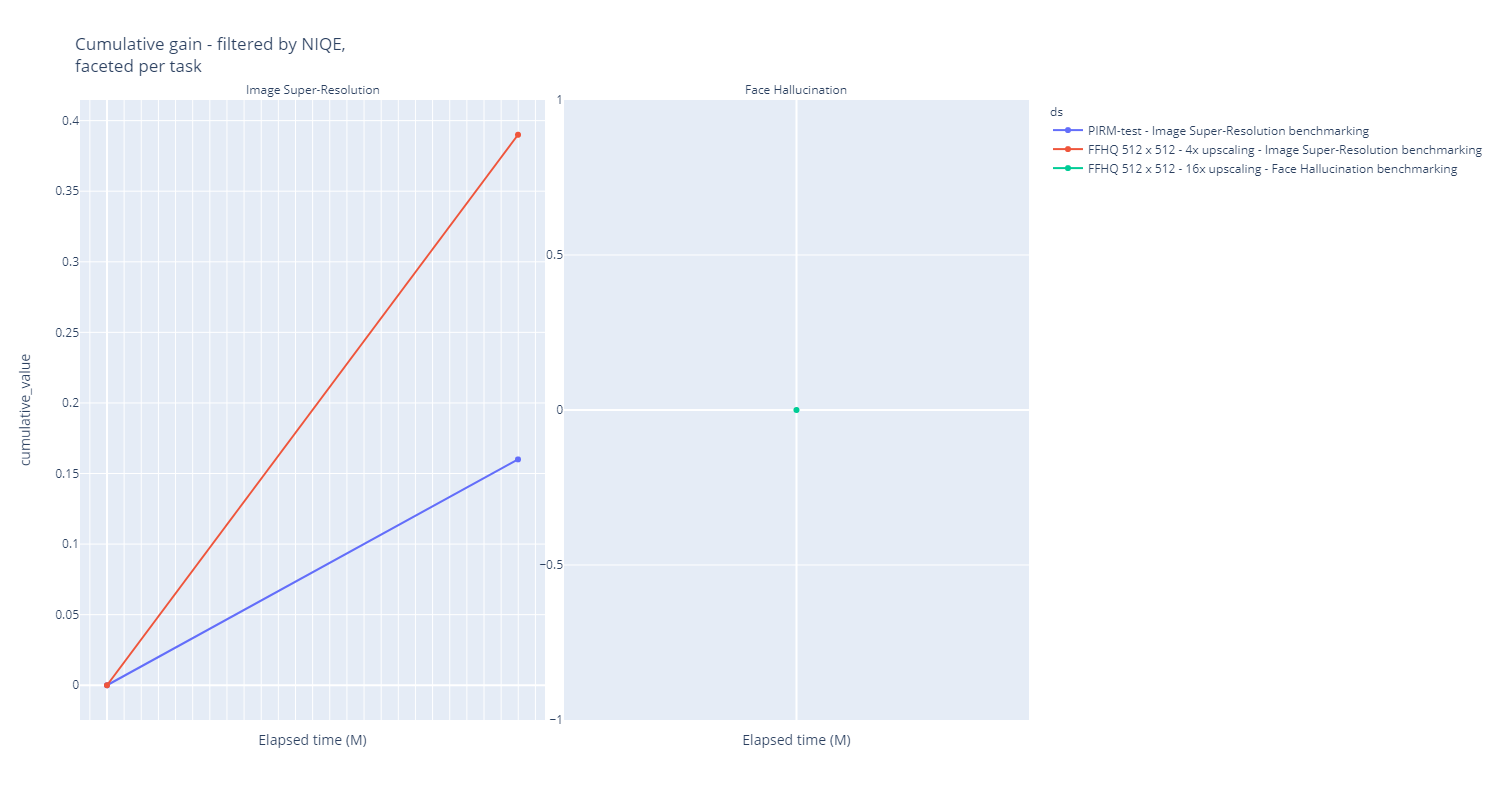 Cumulative gain - filtered by NIQE,
faceted per task
Image Super-Resolution
Face Hallucination
cumulative_value
0.4
0.35
0.3
0.25
0.2
0.15
0.1
0.05
0
Elapsed time (M)
1
0.5
0
−0.5
−1
Elapsed time (M)
ds
PIRM-test - Image Super-Resolution benchmarking
FFHQ 512 x 512 - 4x upscaling - Image Super-Resolution benchmarking
FFHQ 512 x 512 - 16x upscaling - Face Hallucination benchmarking